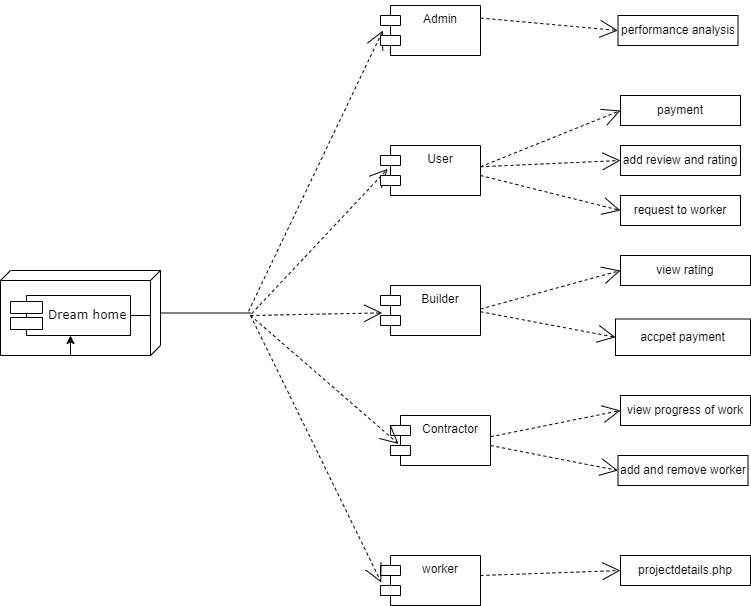 Admin
performance analysis
payment
User
add review and rating
request to worker
view rating
Builder
Dream home
accpet payment
view progress of work
Contractor
add and remove worker
worker
projectdetails.php